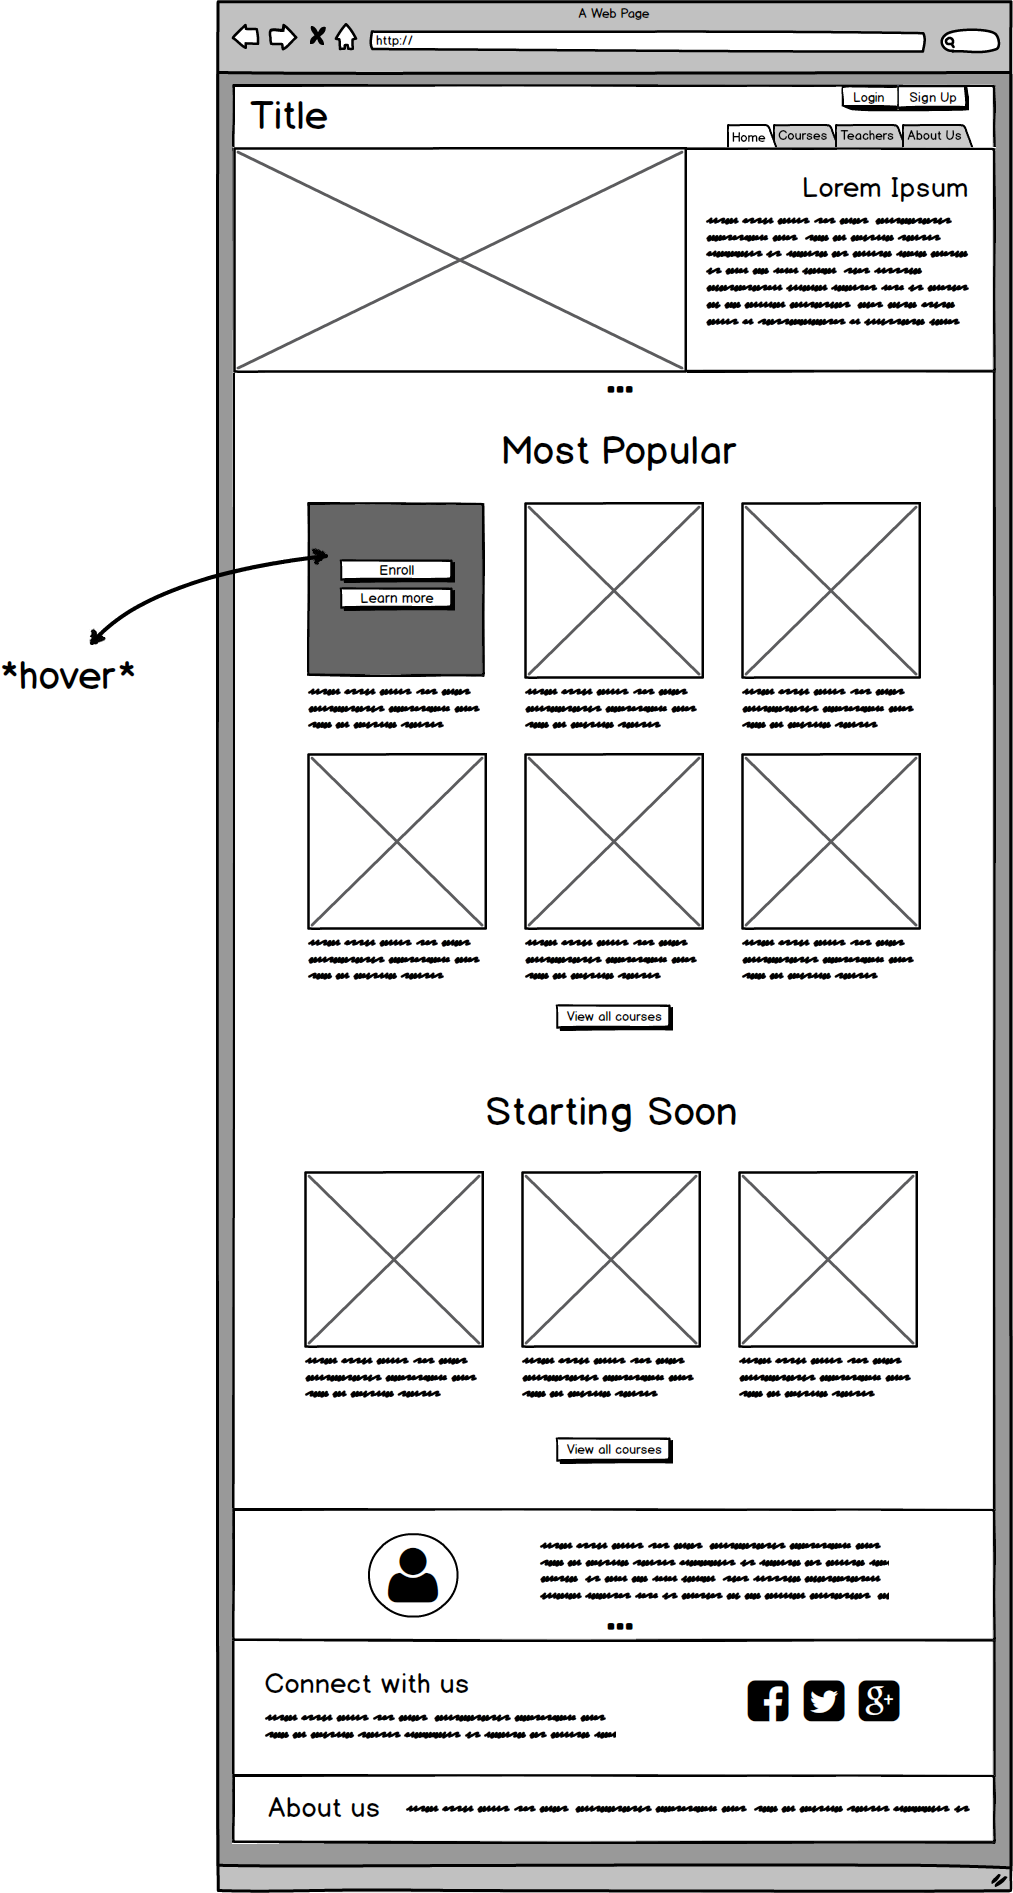 A Web Page
http://
Title
Login
Sign Up
Home
Courses
Teachers
About Us
Lorem Ipsum
Most Popular
Enroll
Learn more
*hover*
View all courses
Starting Soon
View all courses
Connect with us
About us